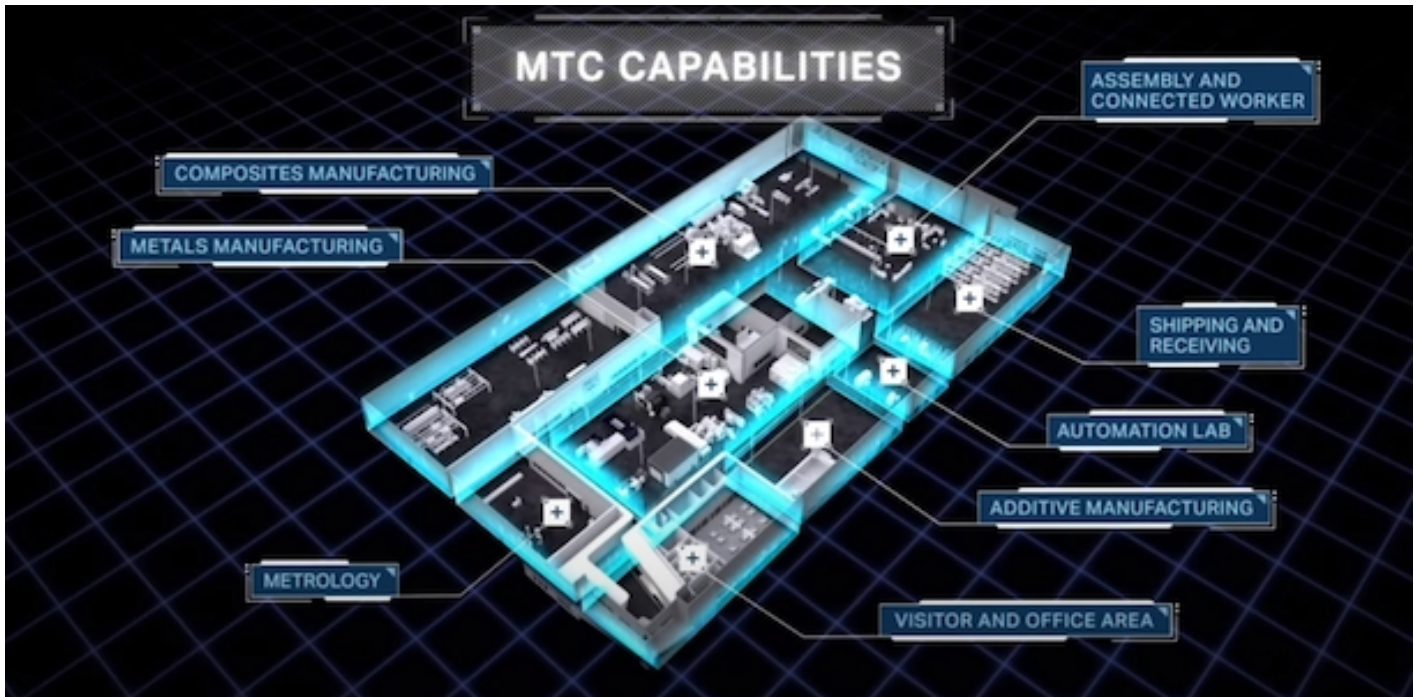 MTC CAPABILITIES
ASSEMBLY AND
CONNECTED WORKER
COMPOSITES MANUFACTURING
METALS MANUFACTURING
SHIPPING AND
RECEIVING
AUTOMATION LAB
ADDITIVE MANUFACTURING
METROLOGY
VISITOR AND OFFICE AREA